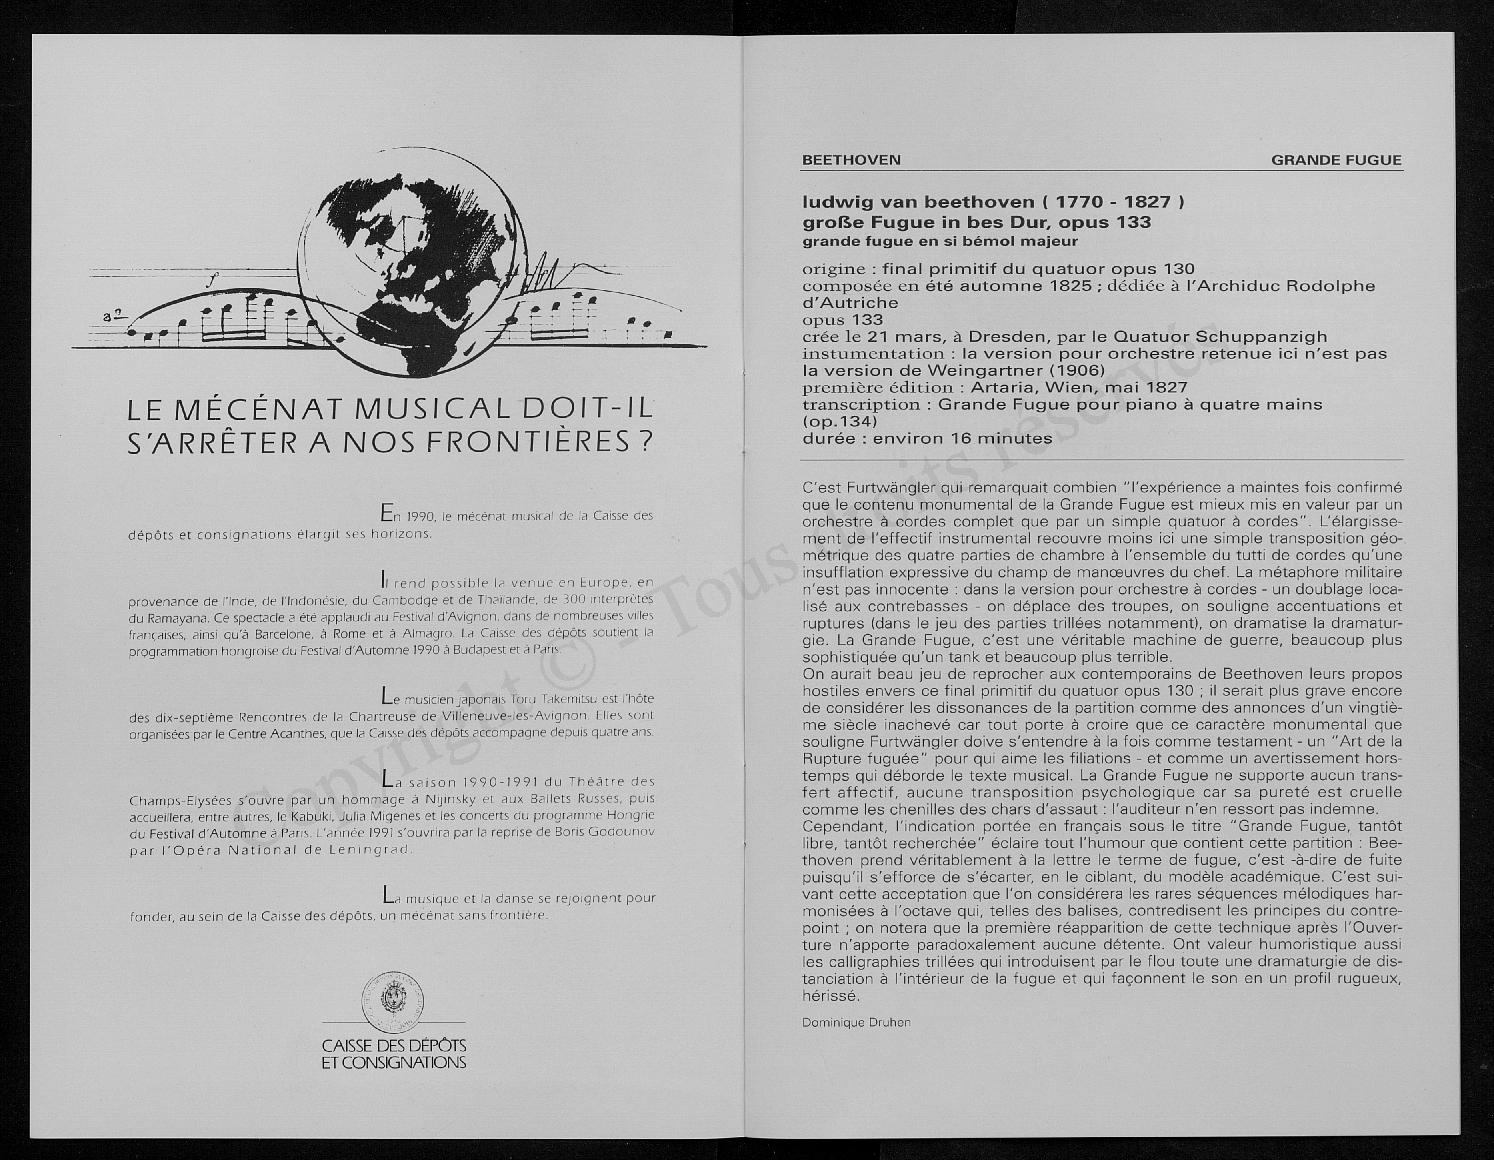 LE MÉCÉNAT MUSICAL DOIT-IL
S'ARRÊTER A NOS FRONTIÈRES ?
En 1990, le mécénat musical de la Caisse des
dépôts et consignations élargit ses horizons.
Il rend possible la venue en Europe, en
provenance de l'Inde, de l'Indonésie, du Cambodge et de Thaïlande, de 300 interprètes
du Ramayana. Ce spectacle a été applaudi au Festival d'Avignon, dans de nombreuses villes
françaises, ainsi qu'à Barcelone, à Rome et à Almagro. La Caisse des dépôts soutient la
programmation hongroise du Festival d'Automne 1990 à Budapest et à Paris.
Le musicien japonais Toru Takemitsu est l'hôte
des dix-septième Rencontres de la Chartreuse de Villeneuve-les-Avignon. Elles sont
organisées par le Centre Acanthes, que la Caisse des dépôts accompagne depuis quatre ans.
La saison 1990-1991 du Théâtre des
Champs-Elysées s'ouvre par un hommage à Nijinsky et aux Ballets Russes, puis
accueillera, entre autres, le Kabuki, Julia Migenes et les concerts du programme Hongrie
du Festival d'Automne à Paris. L'année 1991 s'ouvrira par la reprise de Boris Godounov
par l'Opéra National de Leningrad.
La musique et la danse se rejoignent pour
fonder, au sein de la Caisse des dépôts, un mécénat sans frontière.
CAISSE DES DÉPÔTS
ET CONSIGNATIONS
BEETHOVEN GRANDE FUGUE
ludwig van beethoven ( 1770 - 1827 )
große Fugue in bes Dur, opus 133
grande fugue en si bémol majeur
origine : final primitif du quatuor opus 130
composée en été automne 1825 ; dédiée à l'Archiduc Rodolphe
d'Autriche
opus 133
crée le 21 mars, à Dresden, par le Quatuor Schuppanzigh
instumentation : la version pour orchestre retenue ici n'est pas
la version de Weingartner (1906)
première édition : Artaria, Wien, mai 1827
transcription : Grande Fugue pour piano à quatre mains
(op.134)
durée : environ 16 minutes
C'est Furtwängler qui remarquait combien "l'expérience a maintes fois confirmé
que le contenu monumental de la Grande Fugue est mieux mis en valeur par un
orchestre à cordes complet que par un simple quatuor à cordes". L'élargisse-
ment de l'effectif instrumental recouvre moins ici une simple transposition géo-
métrique des quatre parties de chambre à l'ensemble du tutti de cordes qu'une
insufflation expressive du champ de manœuvres du chef. La métaphore militaire
n'est pas innocente : dans la version pour orchestre à cordes - un doublage loca-
lisé aux contrebasses - on déplace des troupes, on souligne accentuations et
ruptures (dans le jeu des parties trillées notamment), on dramatise la dramatur-
gie. La Grande Fugue, c'est une véritable machine de guerre, beaucoup plus
sophistiquée qu'un tank et beaucoup plus terrible.
On aurait beau jeu de reprocher aux contemporains de Beethoven leurs propos
hostiles envers ce final primitif du quatuor opus 130 ; il serait plus grave encore
de considérer les dissonances de la partition comme des annonces d'un vingtiè-
me siècle inachevé car tout porte à croire que ce caractère monumental que
souligne Furtwängler doive s'entendre à la fois comme testament - un "Art de la
Rupture fuguée" pour qui aime les filiations - et comme un avertissement hors-
temps qui déborde le texte musical. La Grande Fugue ne supporte aucun trans-
fert affectif, aucune transposition psychologique car sa pureté est cruelle
comme les chenilles des chars d'assaut : l'auditeur n'en ressort pas indemne.
Cependant, l'indication portée en français sous le titre "Grande Fugue, tantôt
libre, tantôt recherchée" éclaire tout l'humour que contient cette partition : Bee-
thoven prend véritablement à la lettre le terme de fugue, c'est -à-dire de fuite
puisqu'il s'efforce de s'écarter, en le ciblant, du modèle académique. C'est sui-
vant cette acceptation que l'on considérera les rares séquences mélodiques har-
monisées à l'octave qui, telles des balises, contredisent les principes du contre-
point ; on notera que la première réapparition de cette technique après l'Ouver-
ture n'apporte paradoxalement aucune détente. Ont valeur humoristique aussi
les calligraphies trillées qui introduisent par le flou toute une dramaturgie de dis-
tanciation à l'intérieur de la fugue et qui façonnent le son en un profil rugueux,
hérissé.
Dominique Druhen
Copyright © - Tous droits réservés